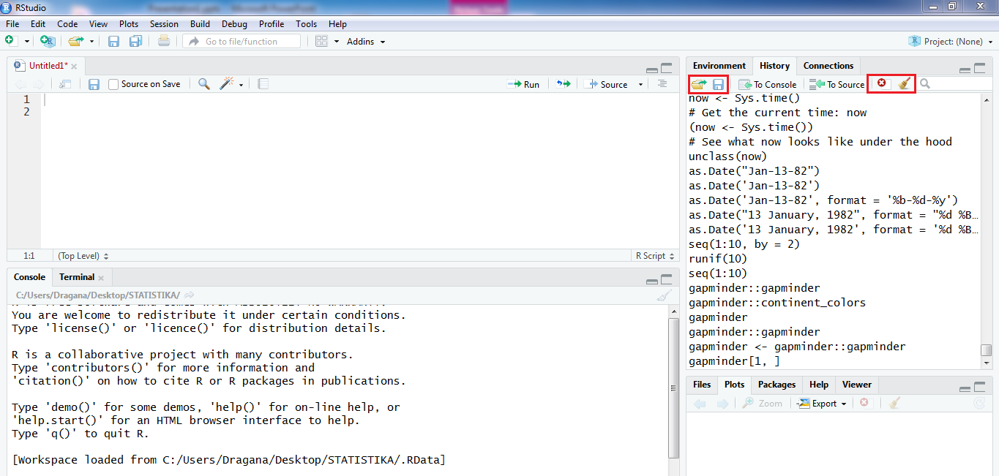 RStudio
File Edit Code View Plots Session Build Debug Profile Tools Help
Go to file/function Addins Project: (None)
Untitled1*
Source on Save Run Source
1
2
1:1 (Top Level) R Script
Console Terminal
C:/Users/Dragana/Desktop/STATISTIKA/
You are welcome to redistribute it under certain conditions.
Type 'license()' or 'licence()' for distribution details.
R is a collaborative project with many contributors.
Type 'contributors()' for more information and
'citation()' on how to cite R or R packages in publications.
Type 'demo()' for some demos, 'help()' for on-line help, or
'help.start()' for an HTML browser interface to help.
Type 'q()' to quit R.
[Workspace loaded from C:/Users/Dragana/Desktop/STATISTIKA/.RData]
Environment History Connections
To Console To Source
now <- Sys.time()
# Get the current time: now
(now <- Sys.time())
# See what now looks like under the hood
unclass(now)
as.Date("Jan-13-82")
as.Date('Jan-13-82')
as.Date('Jan-13-82', format = '%b-%d-%y')
as.Date("13 January, 1982", format = "%d %B…
as.Date('13 January, 1982', format = '%d %B…
seq(1:10, by = 2)
runif(10)
seq(1:10)
gapminder::gapminder
gapminder::continent_colors
gapminder
gapminder::gapminder
gapminder <- gapminder::gapminder
gapminder[1, ]
Files Plots Packages Help Viewer
Zoom Export